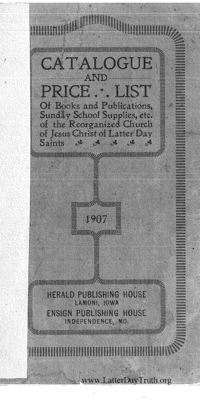 CATALOGUE
AND
PRICE .·. LIST
Of Books and Publications,
Sunday School Supplies, etc.
of the Reorganized Church
of Jesus Christ of Latter Day
Saints
1907
HERALD PUBLISHING HOUSE
LAMONI, IOWA
ENSIGN PUBLISHING HOUSE
INDEPENDENCE, MO.
www.LatterDayTruth.org